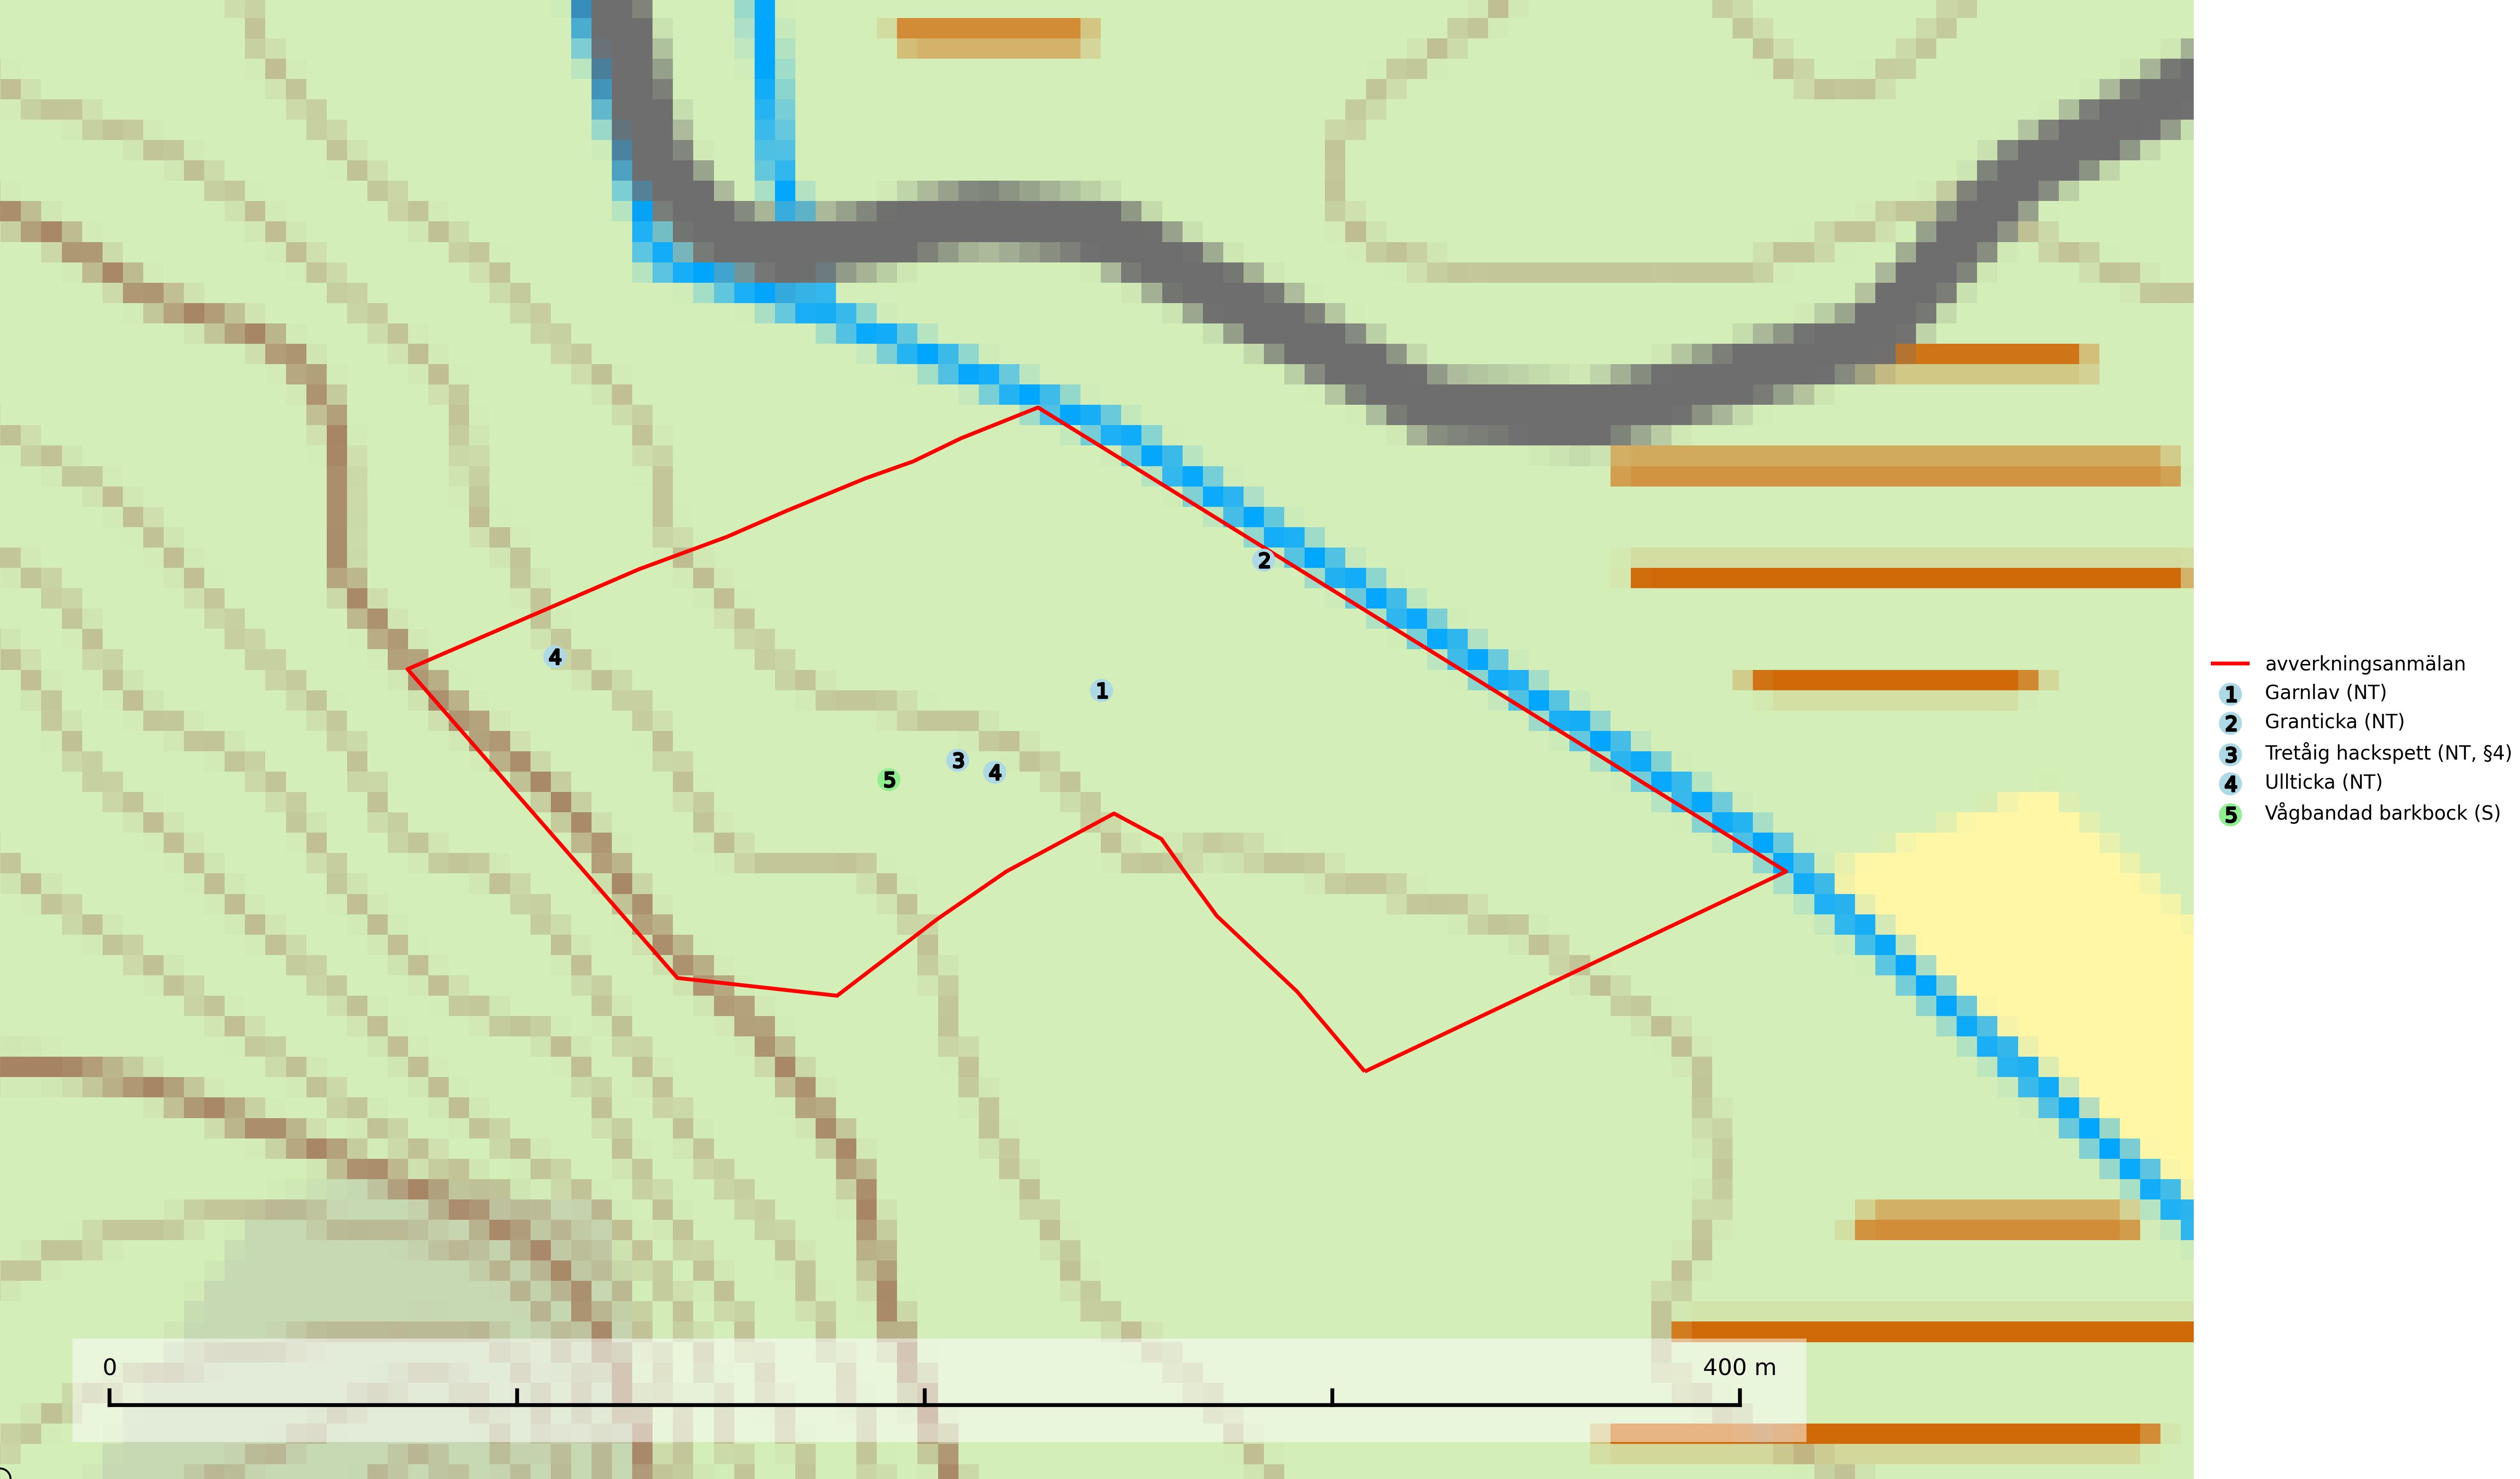 2
4
1
3
4
5
avverkningsanmälan
1 Garnlav (NT)
2 Granticka (NT)
3 Tretåig hackspett (NT, §4)
4 Ullticka (NT)
5 Vågbandad barkbock (S)
0 400 m